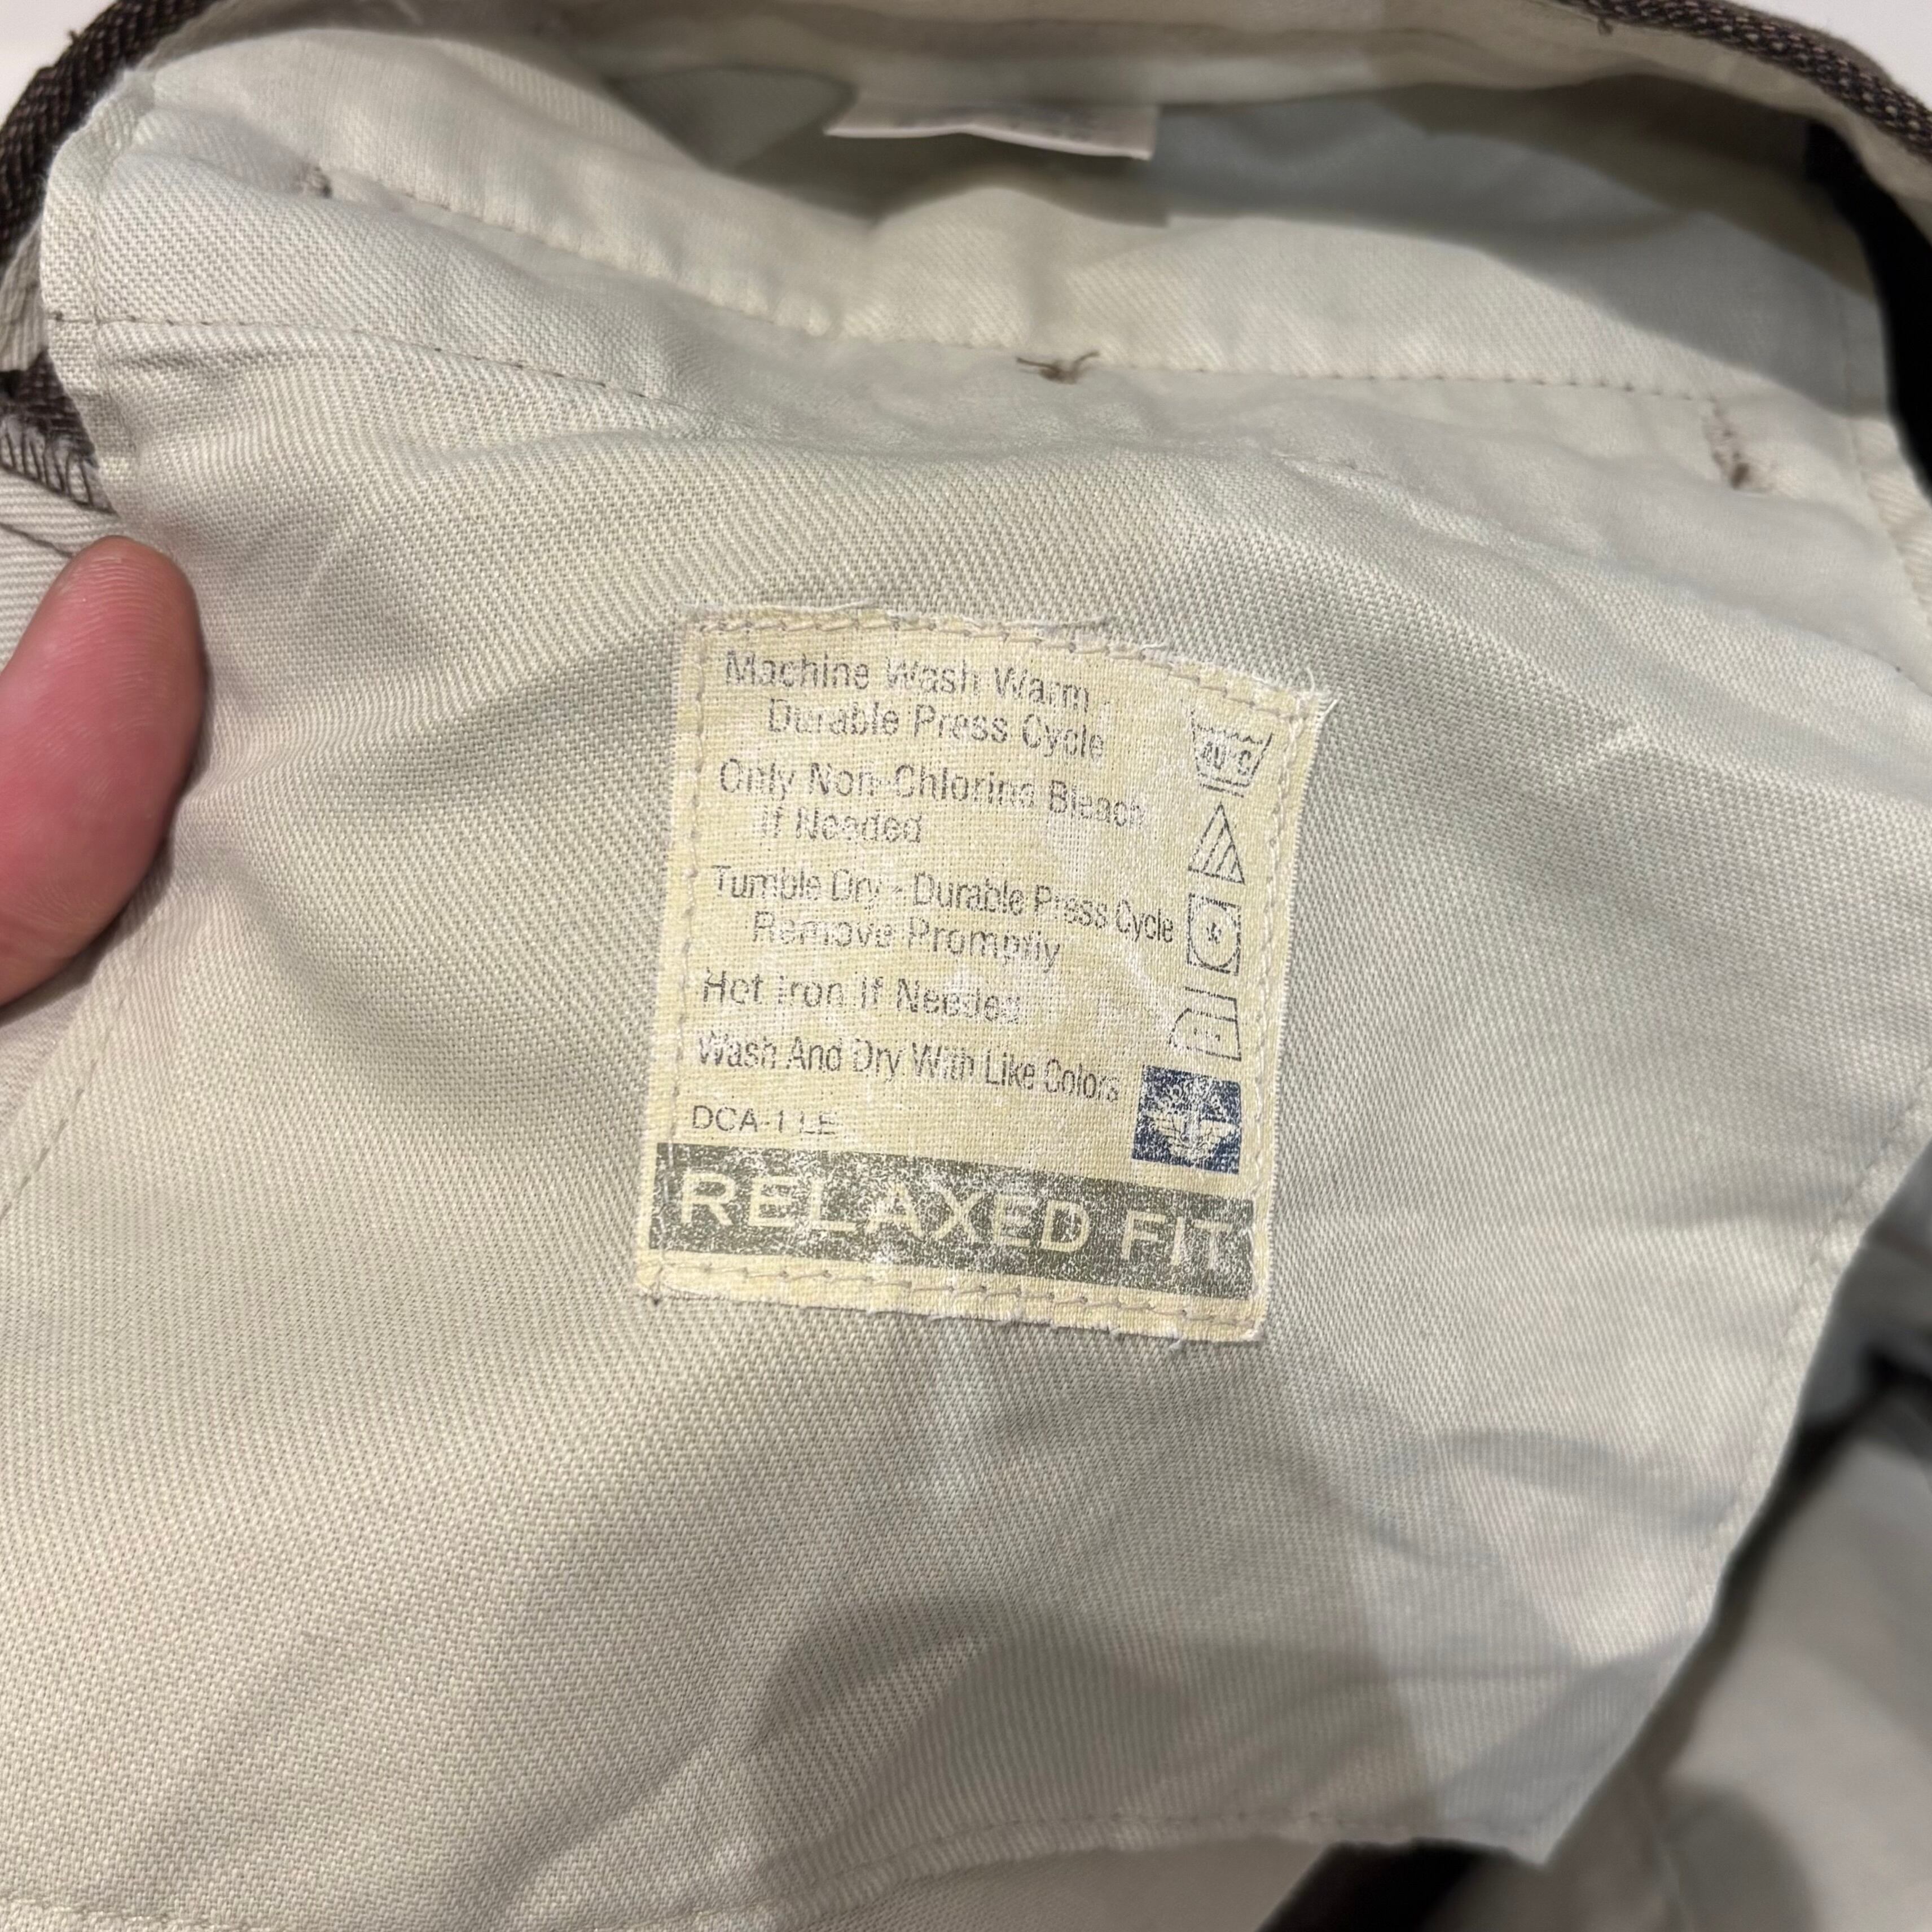 Machine Wash Warm
Durable Press Cycle
Only Non-Chlorine Bleach
If Needed
Tumble Dry - Durable Press Cycle
Remove Promptly
Hot Iron If Needed
Wash And Dry With Like Colors
DCA-1 LE
RELAXED FIT